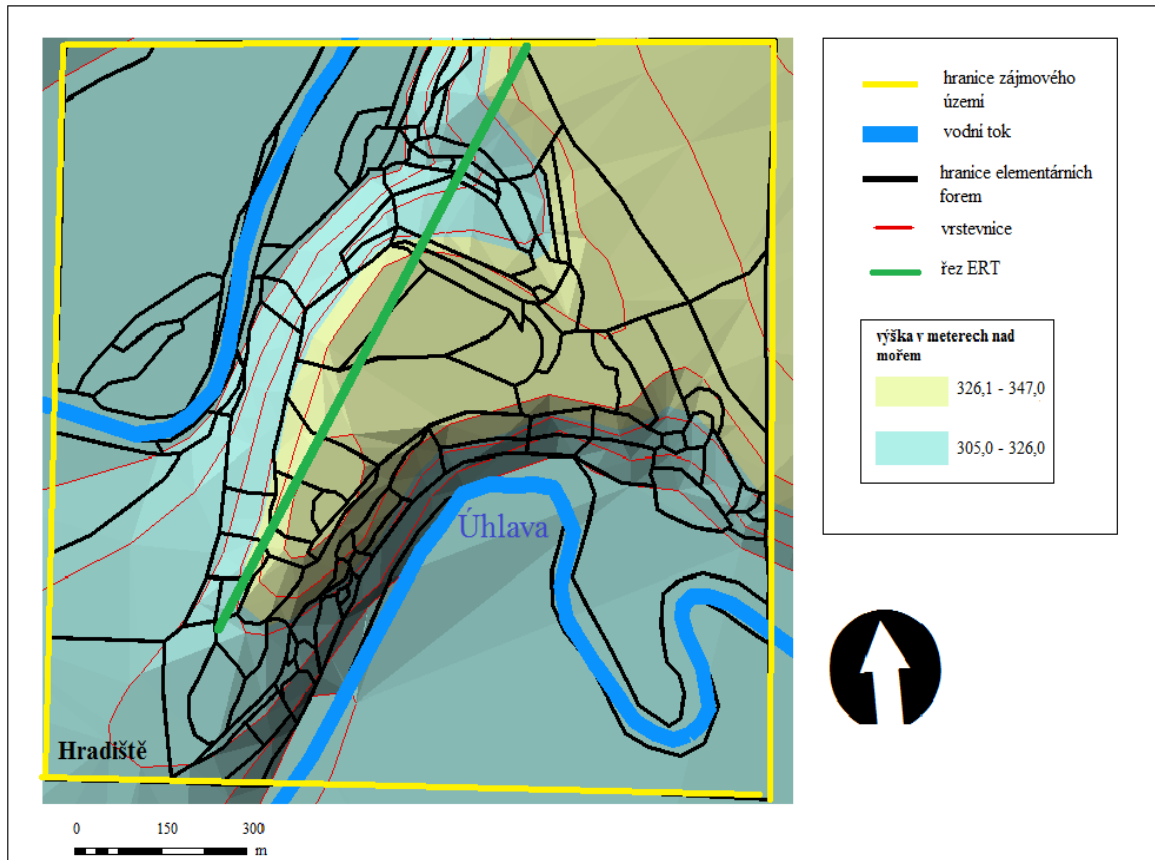 Úhlava
Hradiště
0 150 300
m
hranice zájmového
území
vodní tok
hranice elementárních
forem
vrstevnice
řez ERT
výška v meterech nad
mořem
326,1 - 347,0
305,0 - 326,0